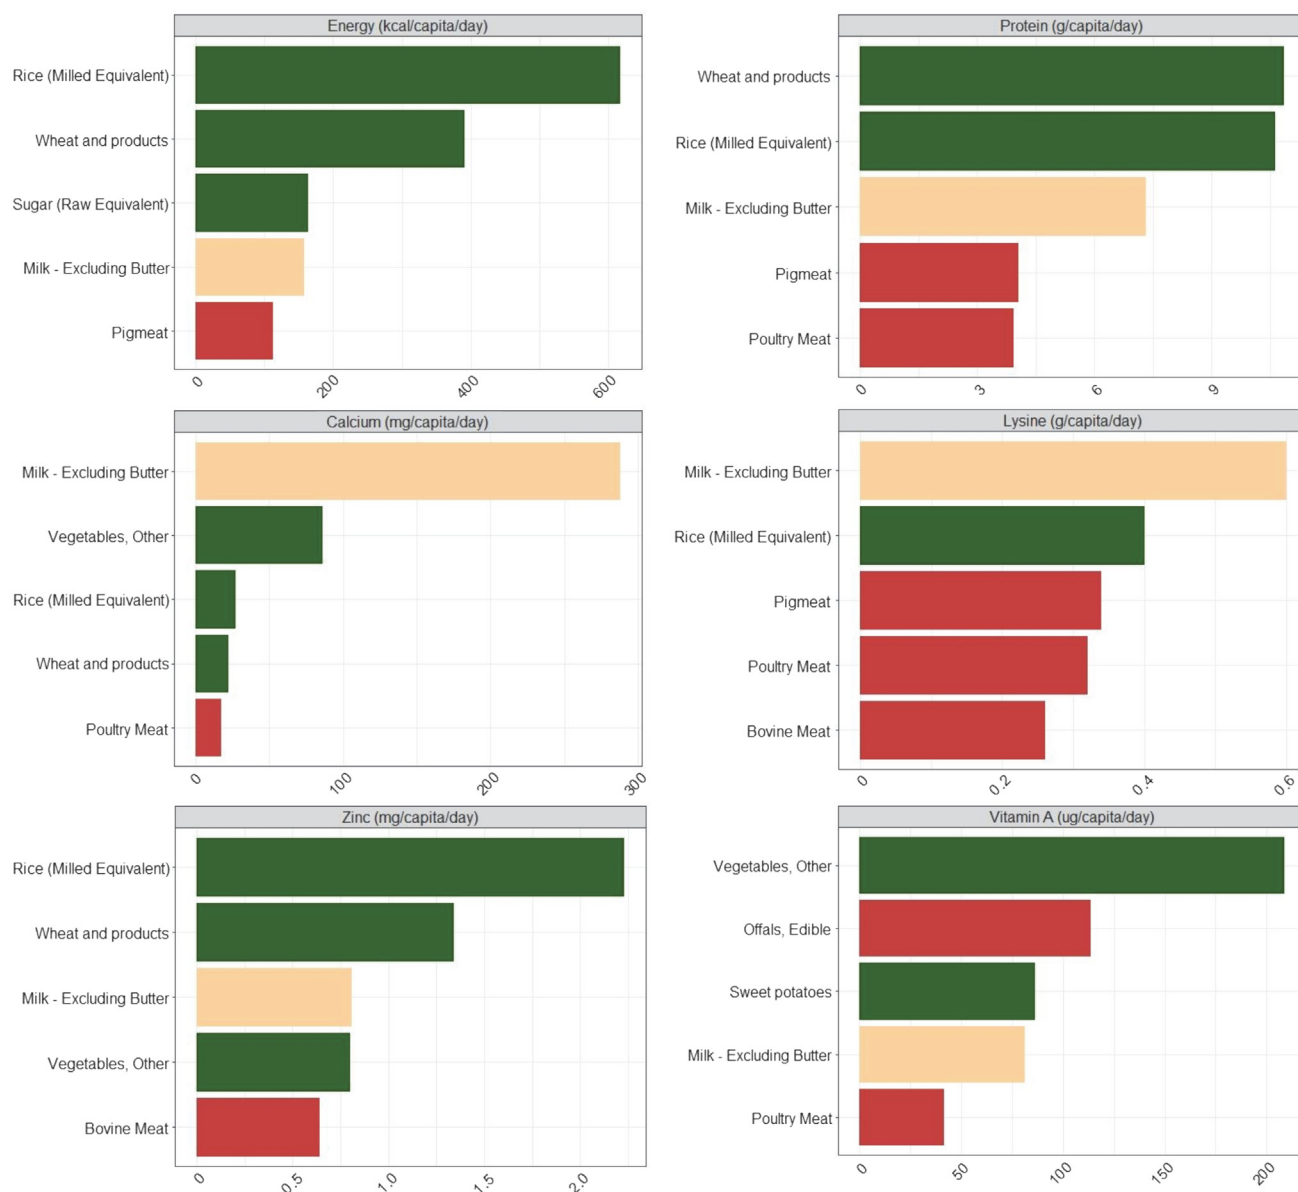 Energy (kcal/capita/day)
Rice (Milled Equivalent)
Wheat and products
Sugar (Raw Equivalent)
Milk - Excluding Butter
Pigmeat
0 200 400 600
Protein (g/capita/day)
Wheat and products
Rice (Milled Equivalent)
Milk - Excluding Butter
Pigmeat
Poultry Meat
0 3 6 9
Calcium (mg/capita/day)
Milk - Excluding Butter
Vegetables, Other
Rice (Milled Equivalent)
Wheat and products
Poultry Meat
0 100 200 300
Lysine (g/capita/day)
Milk - Excluding Butter
Rice (Milled Equivalent)
Pigmeat
Poultry Meat
Bovine Meat
0 0.2 0.4 0.6
Zinc (mg/capita/day)
Rice (Milled Equivalent)
Wheat and products
Milk - Excluding Butter
Vegetables, Other
Bovine Meat
0 0.5 1.0 1.5 2.0
Vitamin A (ug/capita/day)
Vegetables, Other
Offals, Edible
Sweet potatoes
Milk - Excluding Butter
Poultry Meat
0 50 100 150 200